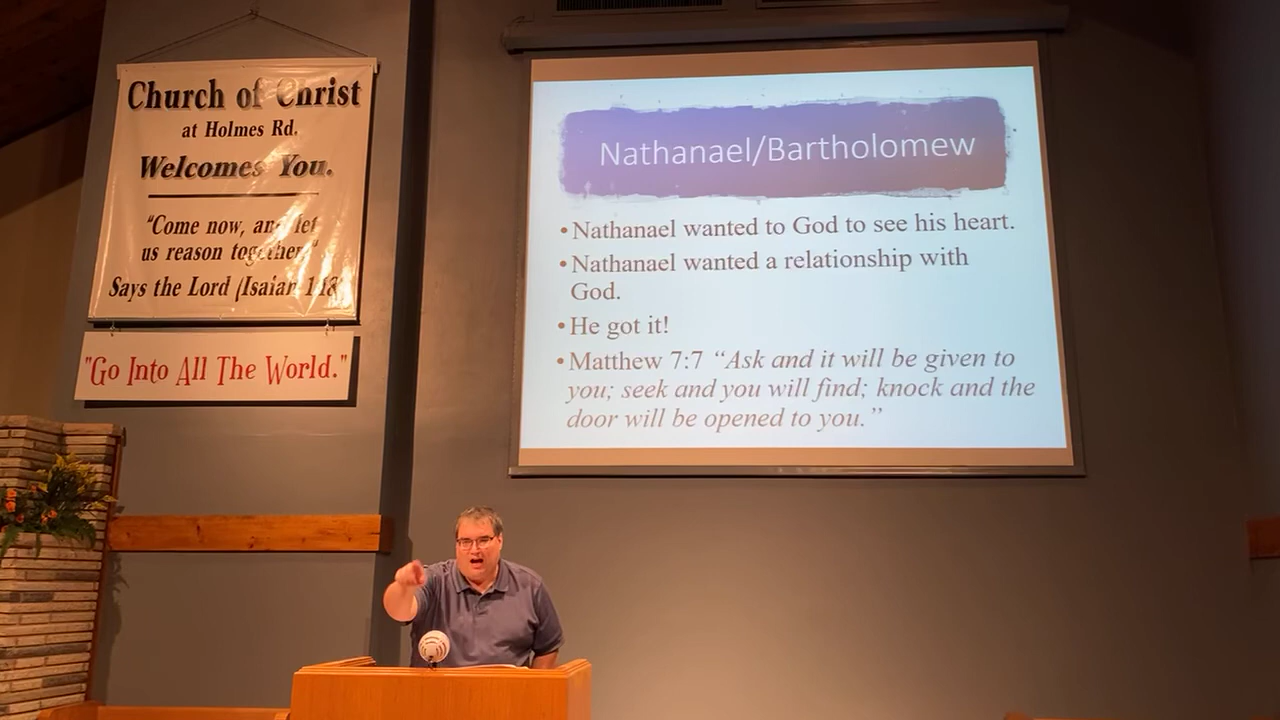 Church of Christ
at Holmes Rd.
Welcomes You.
"Come now, and let
us reason together,"
Says the Lord (Isaiah 1:18)
"Go Into All The World."
Nathanael/Bartholomew
• Nathanael wanted to God to see his heart.
• Nathanael wanted a relationship with
God.
• He got it!
• Matthew 7:7 “Ask and it will be given to
you; seek and you will find; knock and the
door will be opened to you.”